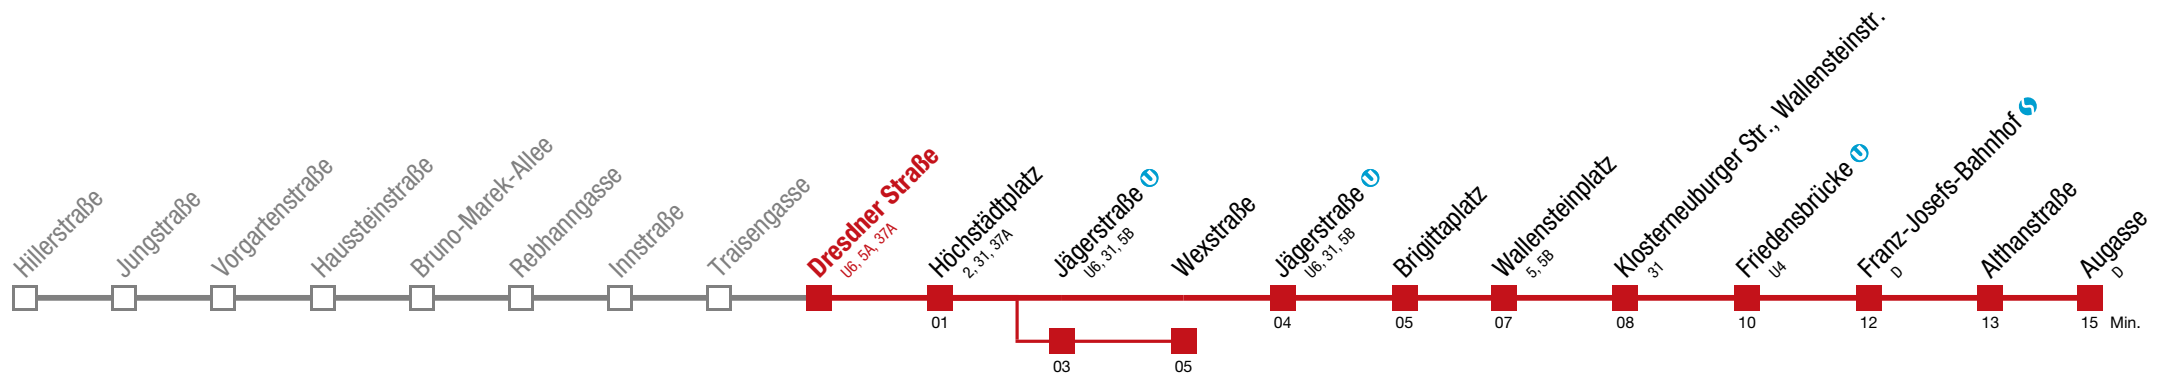 Hillerstraße
Jungstraße
Vorgartenstraße
Haussteinstraße
Bruno-Marek-Allee
Rebhanngasse
Innstraße
Traisengasse
Dresdner Straße
U6, 5A, 37A
Höchstädtplatz
2, 31, 37A
Jägerstraße U
U6, 31, 5B
Wexstraße
Jägerstraße U
U6, 31, 5B
Brigittaplatz
Wallensteinplatz
5, 5B
Klosterneuburger Str., Wallensteinstr.
31
Friedensbrücke U
U4
Franz-Josefs-Bahnhof S
D
Althanstraße
Augasse
D
01
04
05
07
08
10
12
13
15 Min.
03
05